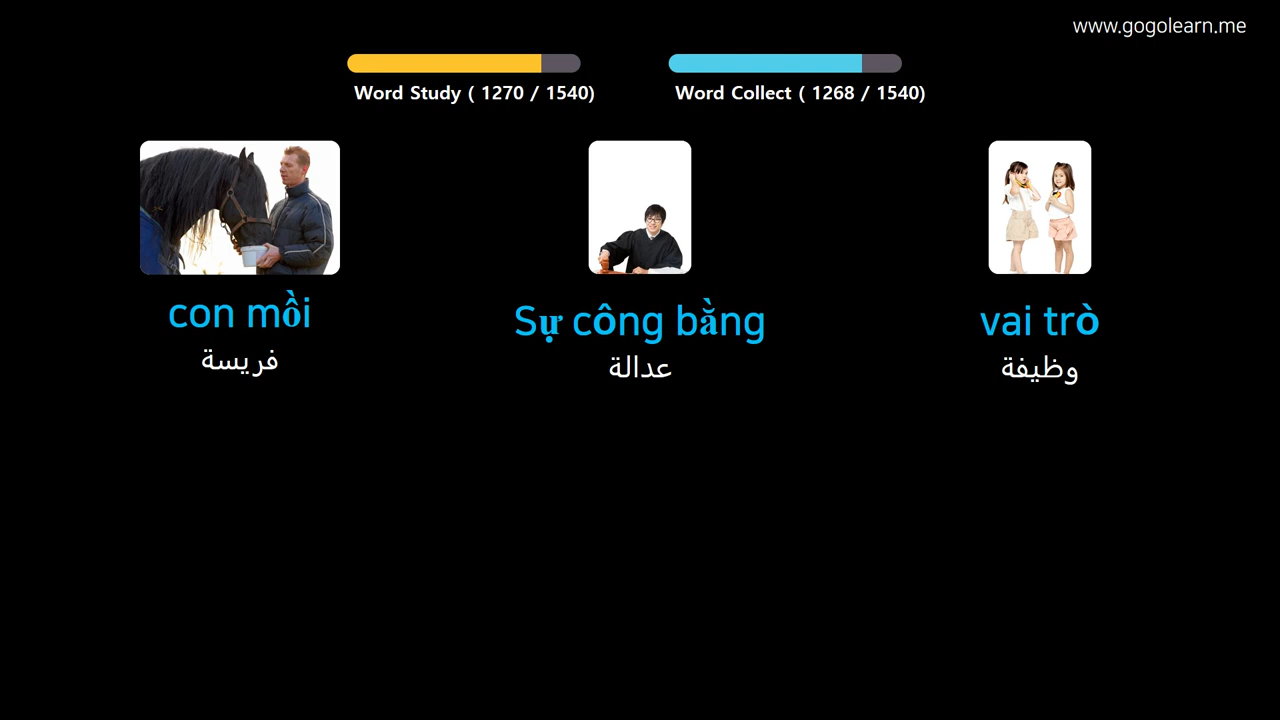 www.gogolearn.me
Word Study ( 1270 / 1540)
Word Collect ( 1268 / 1540)
con mồi
فريسة
Sự công bằng
عدالة
vai trò
وظيفة